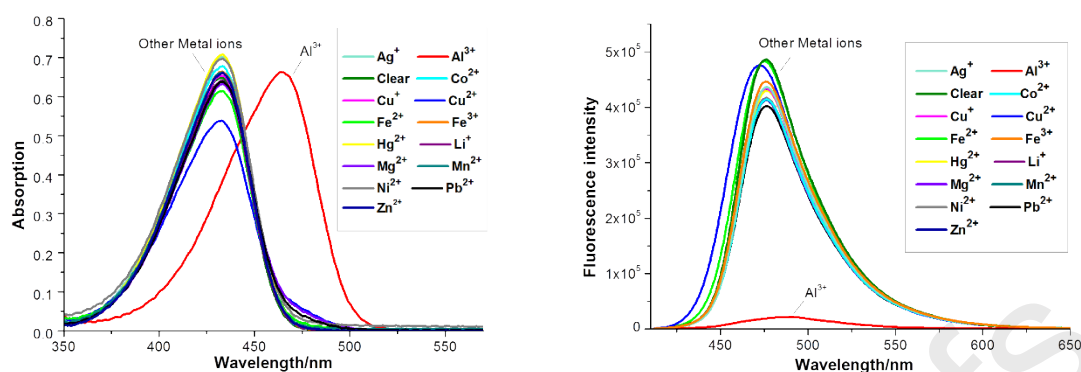 0.8
0.7
0.6
0.5
0.4
0.3
0.2
0.1
0.0
Absorption
350 400 450 500 550
Wavelength/nm
Other Metal ions
Al³⁺
Ag⁺ Al³⁺
Clear Co²⁺
Cu⁺ Cu²⁺
Fe²⁺ Fe³⁺
Hg²⁺ Li⁺
Mg²⁺ Mn²⁺
Ni²⁺ Pb²⁺
Zn²⁺
5x10⁵
4x10⁵
3x10⁵
2x10⁵
1x10⁵
0
Fluorescence intensity
450 500 550 600 650
Wavelength/nm
Other Metal ions
Al³⁺
Ag⁺ Al³⁺
Clear Co²⁺
Cu⁺ Cu²⁺
Fe²⁺ Fe³⁺
Hg²⁺ Li⁺
Mg²⁺ Mn²⁺
Ni²⁺ Pb²⁺
Zn²⁺